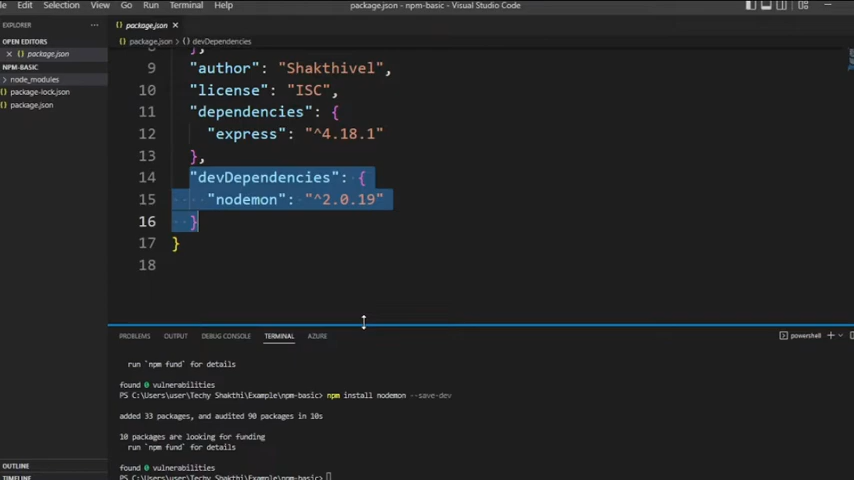 Edit Selection View Go Run Terminal Help
package.json - npm-basic - Visual Studio Code
EXPLORER
OPEN EDITORS
package.json
NPM-BASIC
node_modules
package-lock.json
package.json
OUTLINE
TIMELINE
package.json
package.json > devDependencies
9 "author": "Shakthivel",
10 "license": "ISC",
11 "dependencies": {
12 "express": "^4.18.1"
13 },
14 "devDependencies": {
15 "nodemon": "^2.0.19"
16 }
17 }
18
PROBLEMS OUTPUT DEBUG CONSOLE TERMINAL AZURE
powershell
run `npm fund` for details
found 0 vulnerabilities
PS C:\Users\user\Techy Shakthi\Example\npm-basic> npm install nodemon --save-dev
added 33 packages, and audited 90 packages in 10s
10 packages are looking for funding
run `npm fund` for details
found 0 vulnerabilities
PS C:\Users\user\Techy Shakthi\Example\npm-basic>